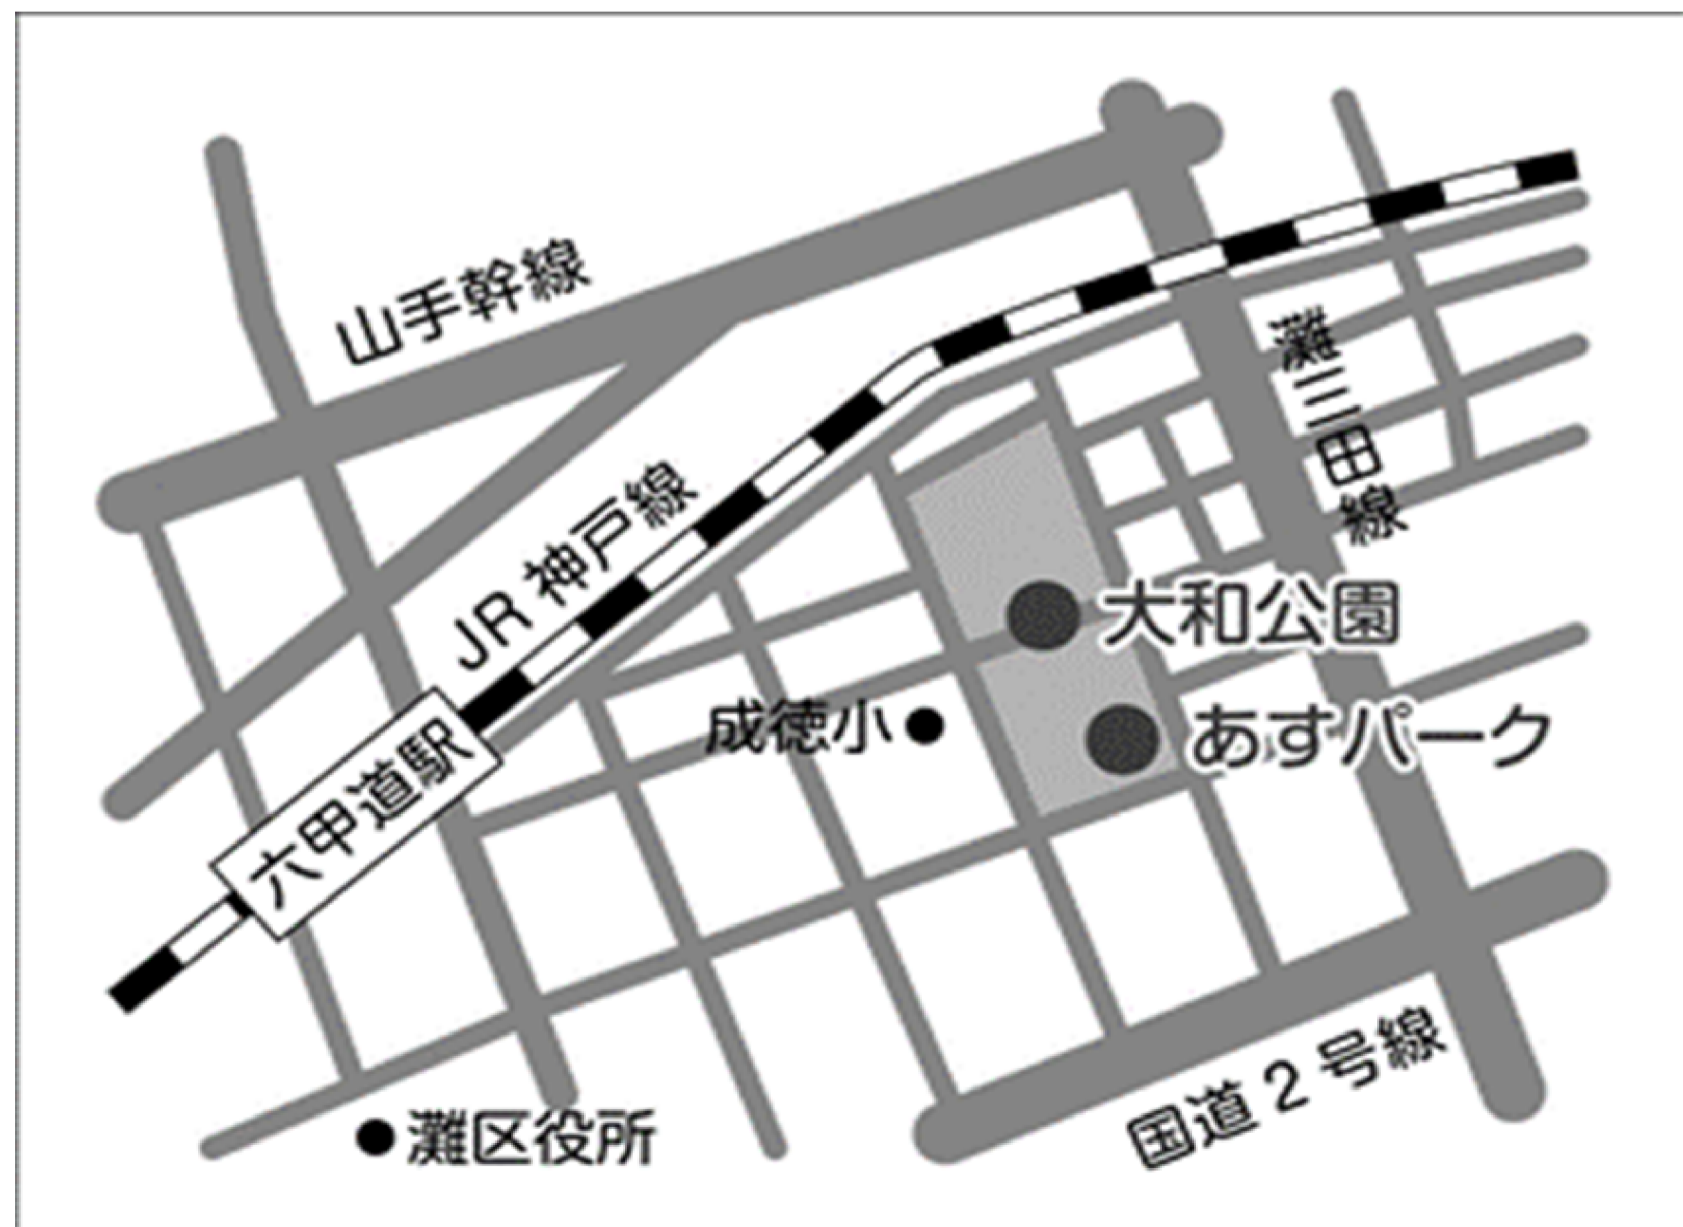 山手幹線
灘三田線
JR 神戸線
大和公園
成徳小
あすパーク
六甲道駅
国道2号線
灘区役所